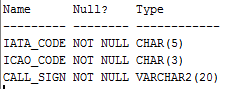 Name      Null?    Type
--------- -------- ------------
IATA_CODE NOT NULL CHAR(5)
ICAO_CODE NOT NULL CHAR(3)
CALL_SIGN NOT NULL VARCHAR2(20)